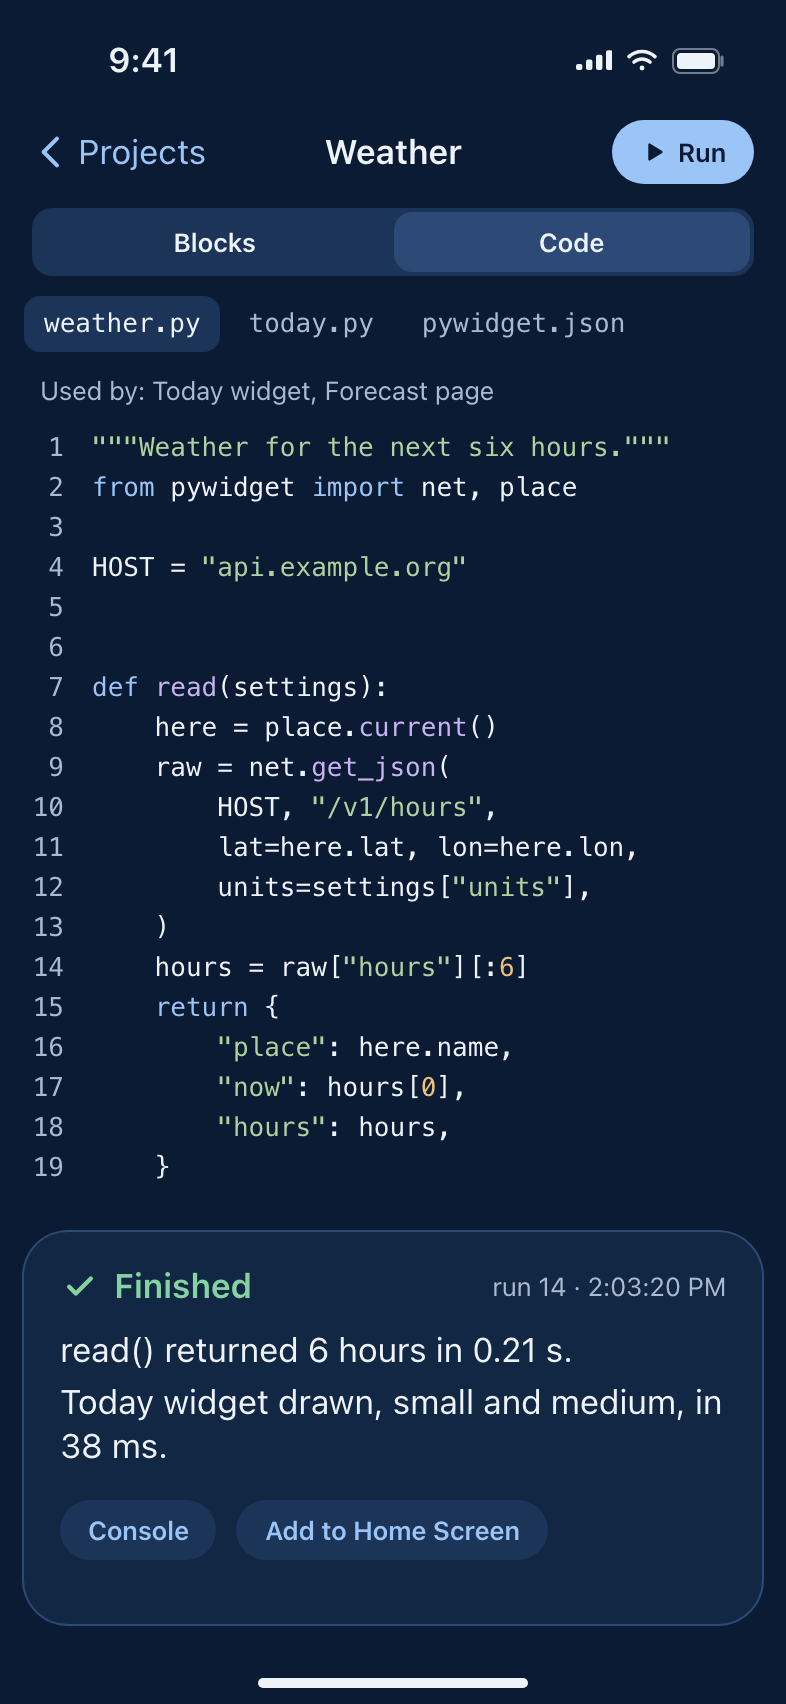 9:41
Projects
Weather
Run
Blocks
Code
weather.py
today.py
pywidget.json
Used by: Today widget, Forecast page
1 """Weather for the next six hours."""
2 from pywidget import net, place
3
4 HOST = "api.example.org"
5
6
7 def read(settings):
8     here = place.current()
9     raw = net.get_json(
10         HOST, "/v1/hours",
11         lat=here.lat, lon=here.lon,
12         units=settings["units"],
13     )
14     hours = raw["hours"][:6]
15     return {
16         "place": here.name,
17         "now": hours[0],
18         "hours": hours,
19     }
Finished
run 14 · 2:03:20 PM
read() returned 6 hours in 0.21 s.
Today widget drawn, small and medium, in
38 ms.
Console
Add to Home Screen